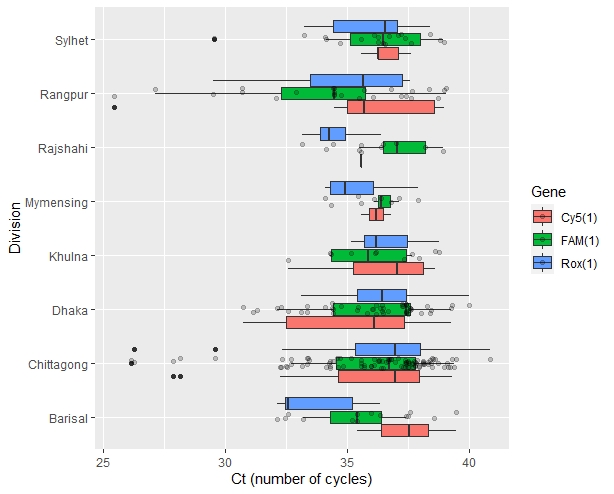 Sylhet
Rangpur
Rajshahi
Mymensing
Khulna
Dhaka
Chittagong
Barisal
Division
25 30 35 40
Ct (number of cycles)
Gene
Cy5(1)
FAM(1)
Rox(1)